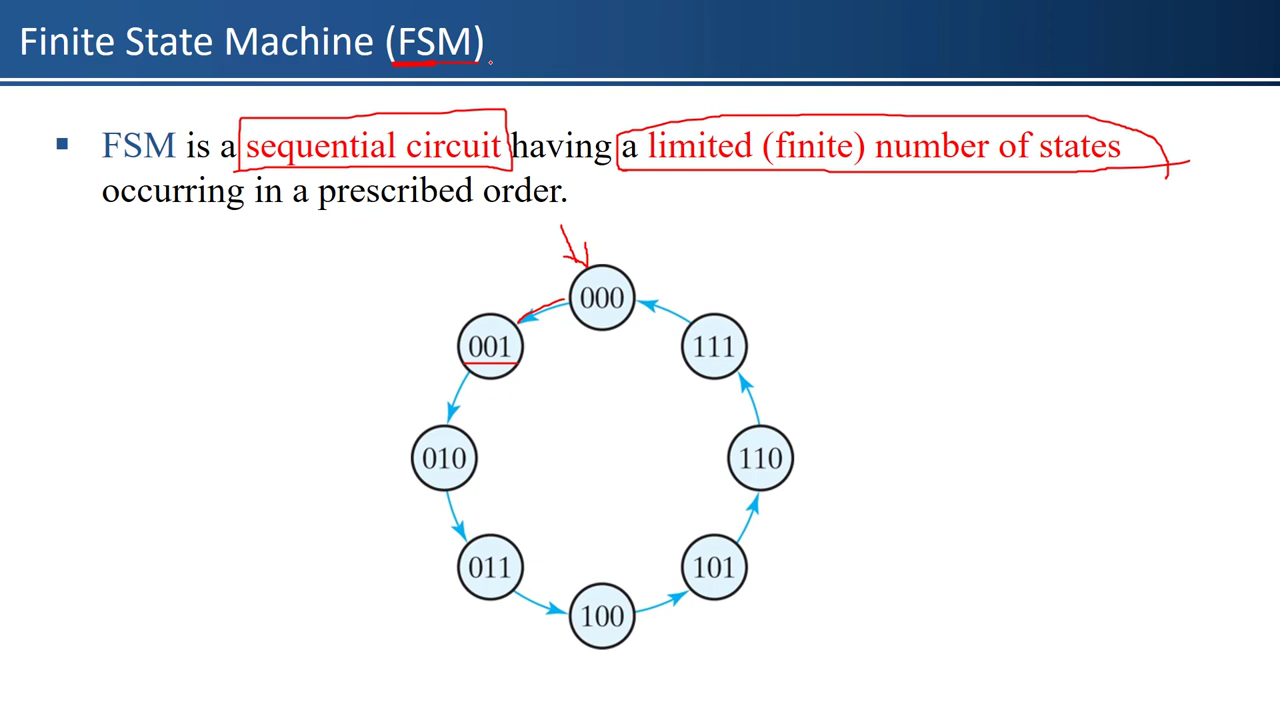 Finite State Machine (FSM)
▪ FSM is a sequential circuit having a limited (finite) number of states
occurring in a prescribed order.
000
001
111
010
110
011
101
100